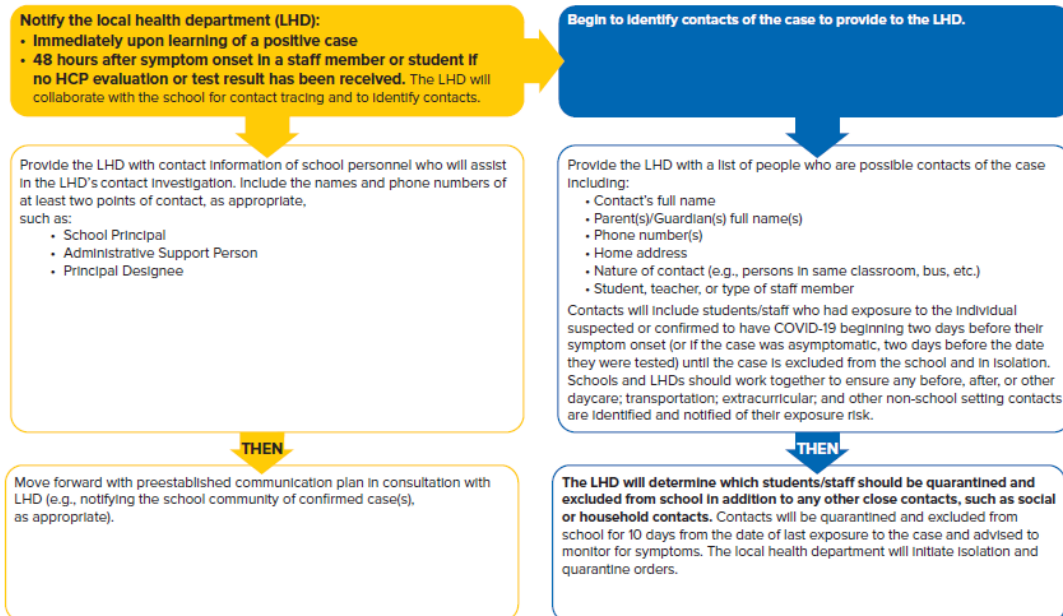 Notify the local health department (LHD):
• Immediately upon learning of a positive case
• 48 hours after symptom onset in a staff member or student if
no HCP evaluation or test result has been received. The LHD will
collaborate with the school for contact tracing and to identify contacts.
Begin to identify contacts of the case to provide to the LHD.
Provide the LHD with contact information of school personnel who will assist
in the LHD's contact investigation. Include the names and phone numbers of
at least two points of contact, as appropriate,
such as:
• School Principal
• Administrative Support Person
• Principal Designee
Provide the LHD with a list of people who are possible contacts of the case
including:
• Contact's full name
• Parent(s)/Guardian(s) full name(s)
• Phone number(s)
• Home address
• Nature of contact (e.g., persons in same classroom, bus, etc.)
• Student, teacher, or type of staff member
Contacts will include students/staff who had exposure to the individual
suspected or confirmed to have COVID-19 beginning two days before their
symptom onset (or if the case was asymptomatic, two days before the date
they were tested) until the case is excluded from the school and in isolation.
Schools and LHDs should work together to ensure any before, after, or other
daycare; transportation; extracurricular; and other non-school setting contacts
are identified and notified of their exposure risk.
THEN
THEN
Move forward with preestablished communication plan in consultation with
LHD (e.g., notifying the school community of confirmed case(s),
as appropriate).
The LHD will determine which students/staff should be quarantined and
excluded from school in addition to any other close contacts, such as social
or household contacts. Contacts will be quarantined and excluded from
school for 10 days from the date of last exposure to the case and advised to
monitor for symptoms. The local health department will initiate isolation and
quarantine orders.